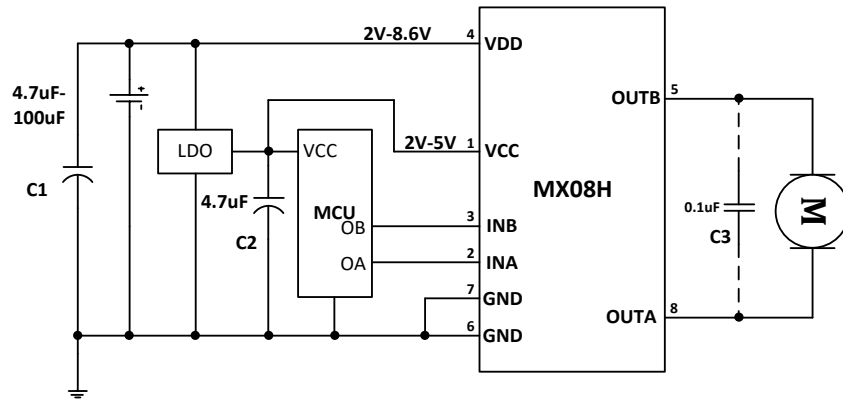 2V-8.6V
4
VDD
4.7uF-
100uF
+
-
5
OUTB
LDO
VCC
2V-5V
1
VCC
MX08H
C1
4.7uF
C2
MCU
OB
3
INB
0.1uF
C3
M
OA
2
INA
7
GND
OUTA
8
6
GND